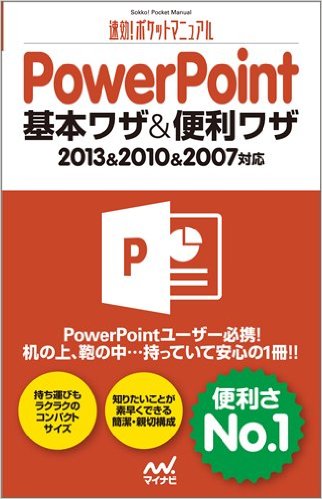 Sokko! Pocket Manual
速効!ポケットマニュアル
PowerPoint
基本ワザ&便利ワザ
2013&2010&2007対応
P
PowerPointユーザー必携!
机の上、鞄の中…持っていて安心の1冊!!
持ち運びも
ラクラクの
コンパクト
サイズ
知りたいことが
素早くできる
簡潔・親切構成
便利さ
No.1
マイナビ